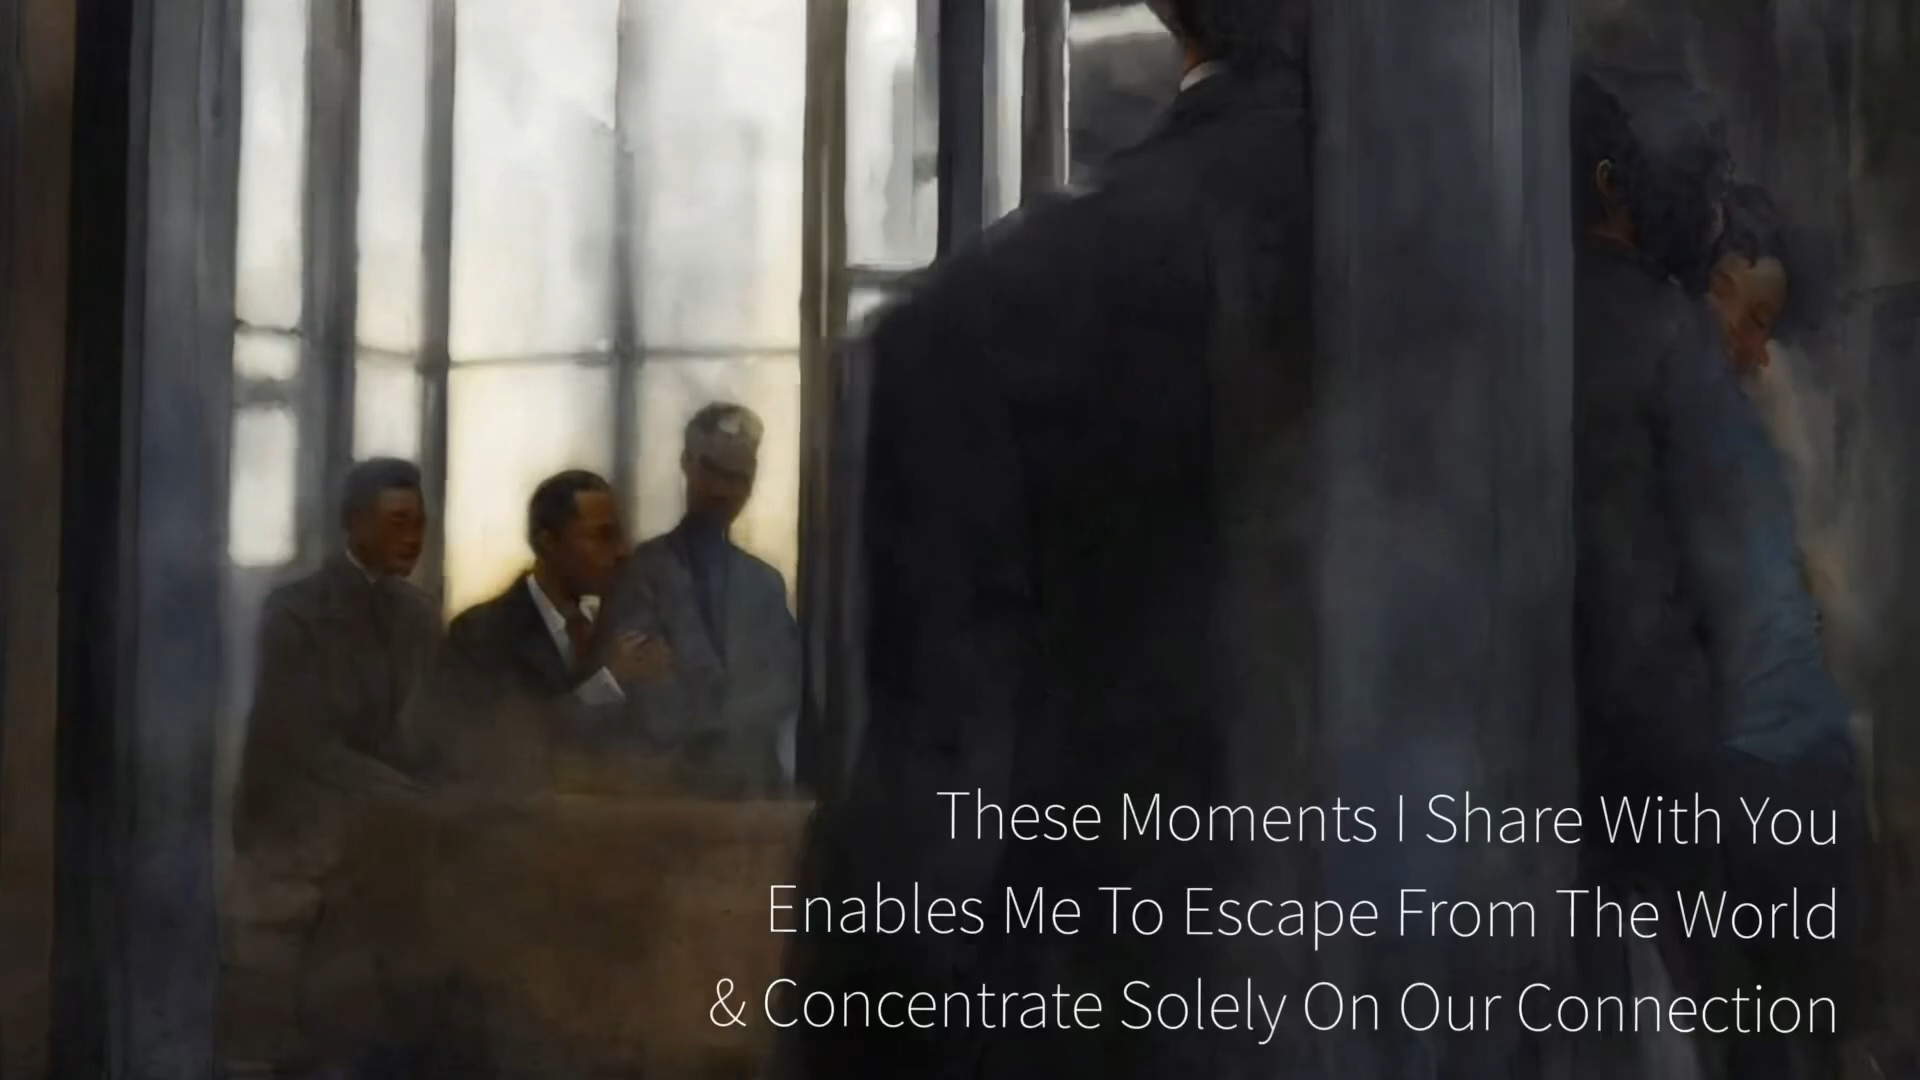 These Moments I Share With You
Enables Me To Escape From The World
& Concentrate Solely On Our Connection